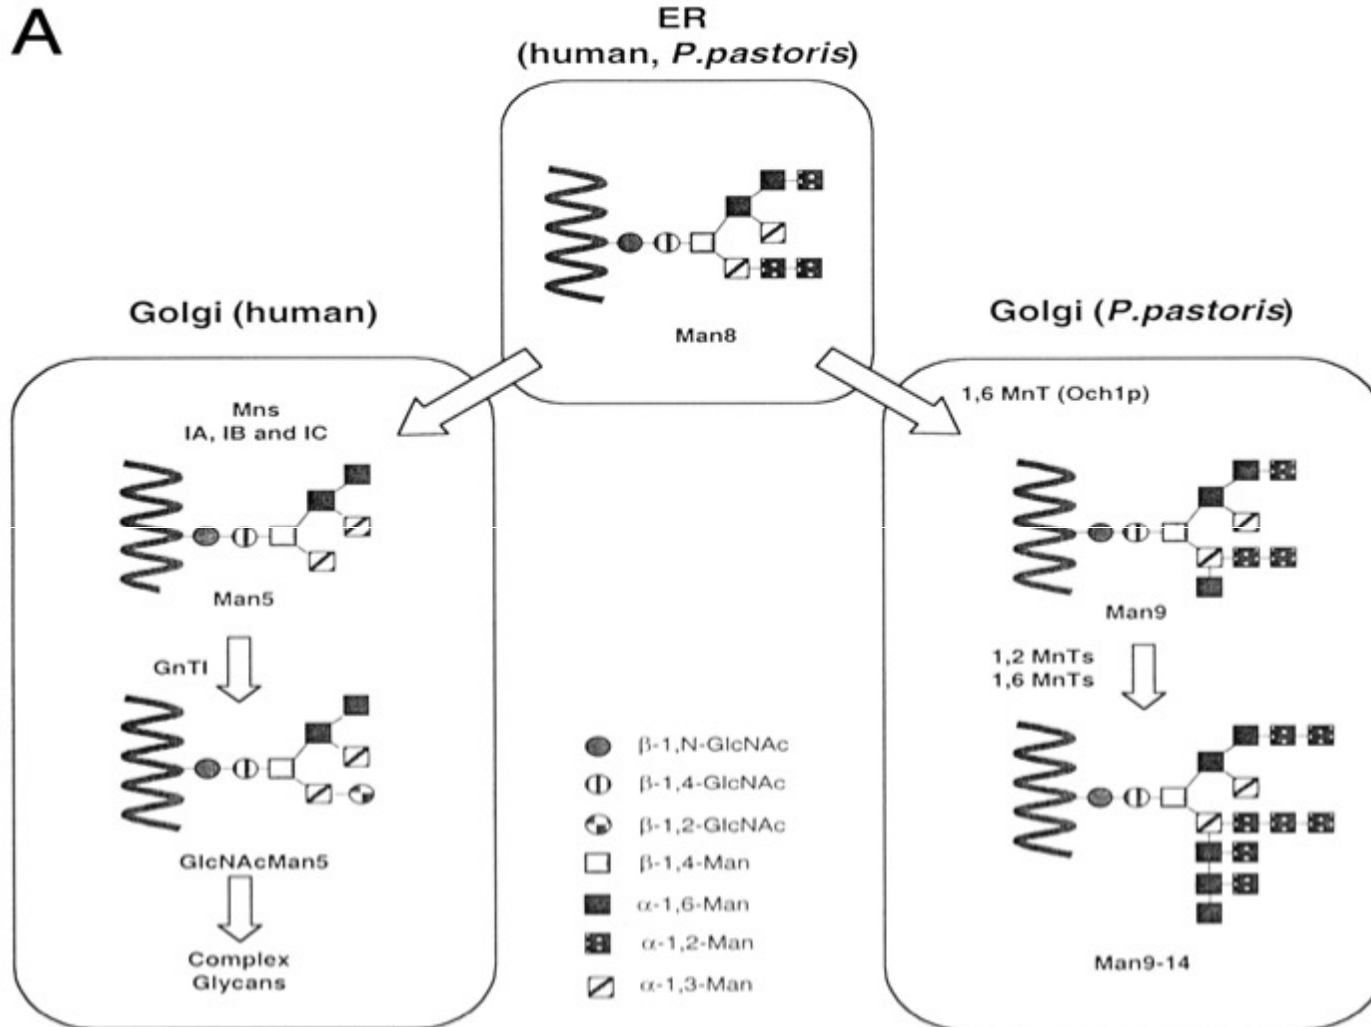 A
ER
(human, P.pastoris)
Man8
Golgi (human)
Mns
IA, IB and IC
Man5
GnTI
GlcNAcMan5
Complex
Glycans
Golgi (P.pastoris)
1,6 MnT (Och1p)
Man9
1,2 MnTs
1,6 MnTs
Man9-14
β-1,N-GlcNAc
β-1,4-GlcNAc
β-1,2-GlcNAc
β-1,4-Man
α-1,6-Man
α-1,2-Man
α-1,3-Man